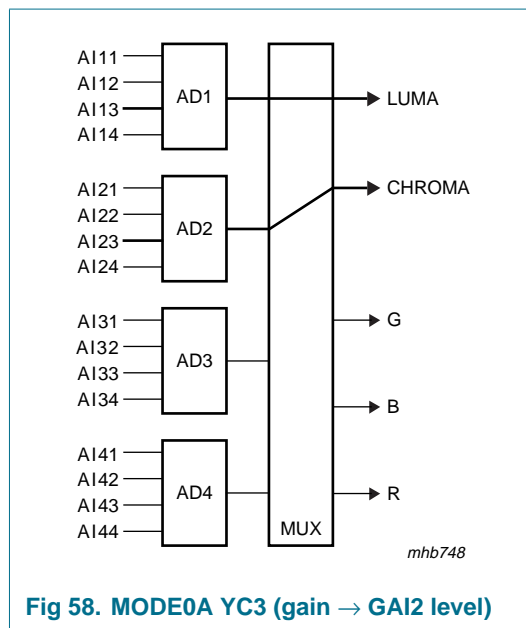 AI11
AI12
AI13
AI14
AD1
LUMA
AI21
AI22
AI23
AI24
AD2
CHROMA
AI31
AI32
AI33
AI34
AD3
G
B
AI41
AI42
AI43
AI44
AD4
R
MUX
mhb748
Fig 58. MODE0A YC3 (gain → GAI2 level)